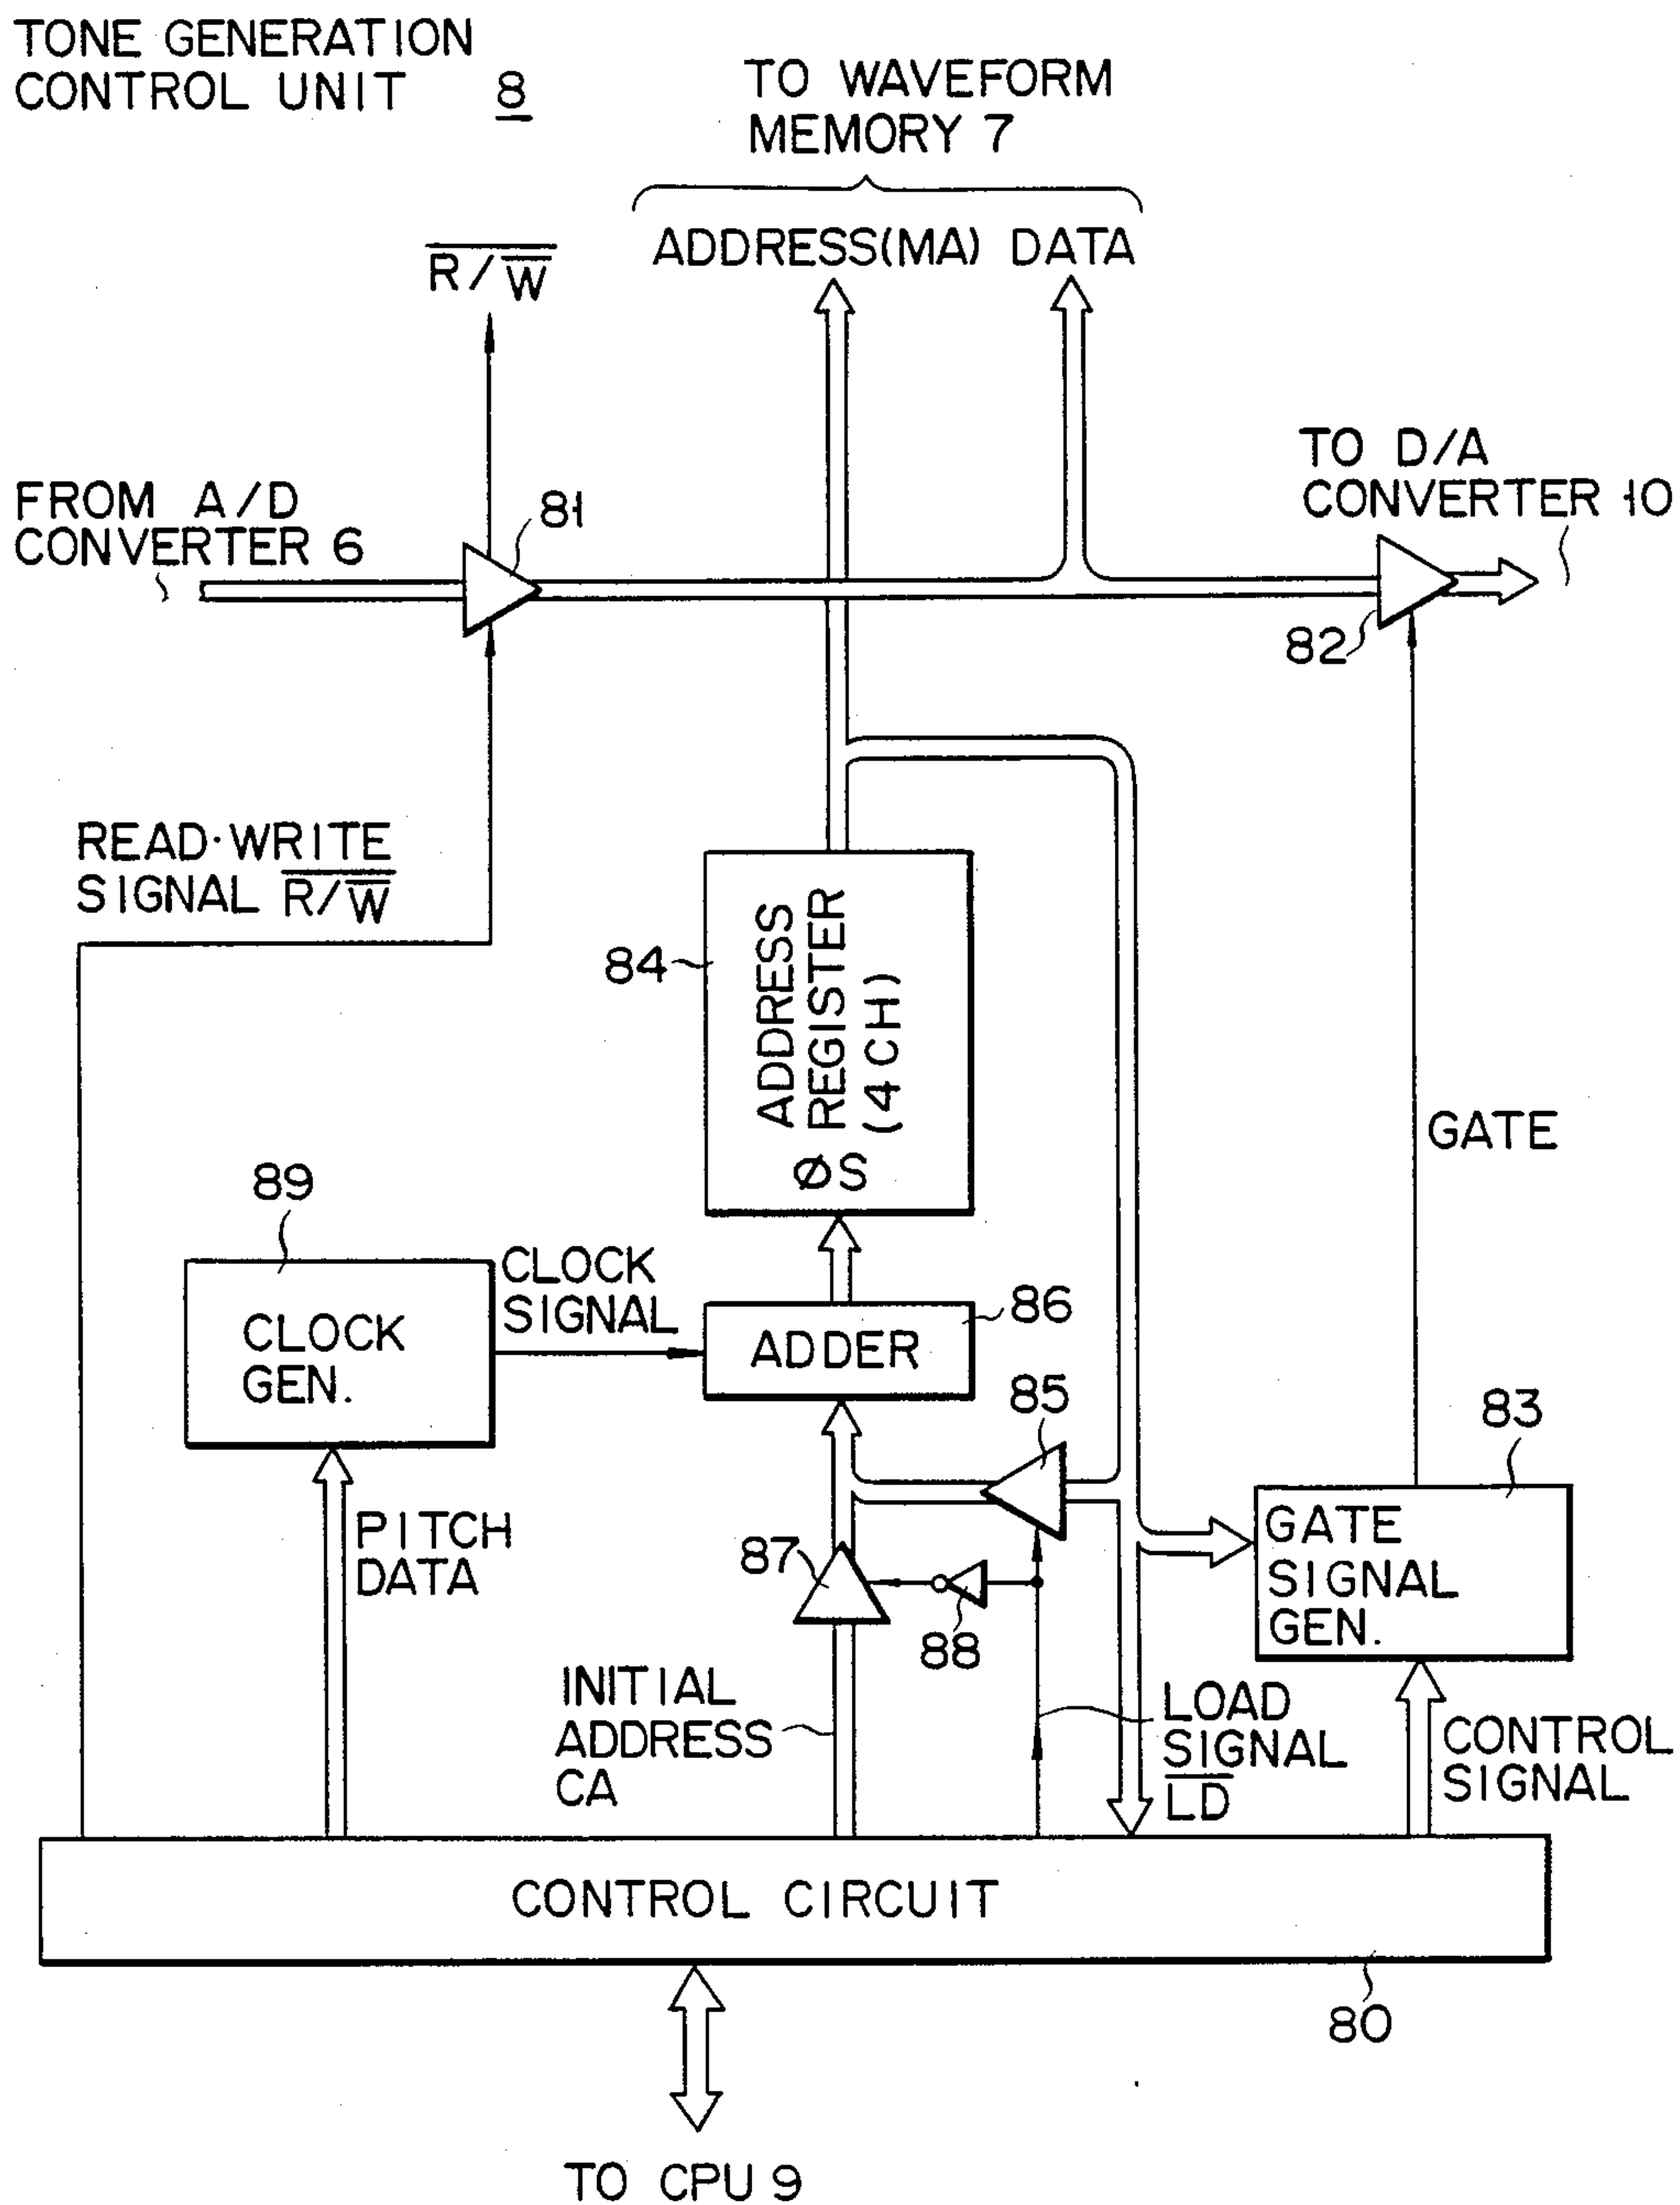 TONE GENERATION
CONTROL UNIT 8
TO WAVEFORM
MEMORY 7
ADDRESS(MA) DATA
R/W̅
FROM A/D
CONVERTER 6
81
TO D/A
CONVERTER 10
82
READ·WRITE
SIGNAL R/W̅
84
ADDRESS
REGISTER
(4 CH)
ØS
GATE
89
CLOCK
GEN.
CLOCK
SIGNAL
86
ADDER
85
83
PITCH
DATA
87
88
GATE
SIGNAL
GEN.
INITIAL
ADDRESS
CA
LOAD
SIGNAL
L̅D̅
CONTROL
SIGNAL
CONTROL CIRCUIT
80
TO CPU 9